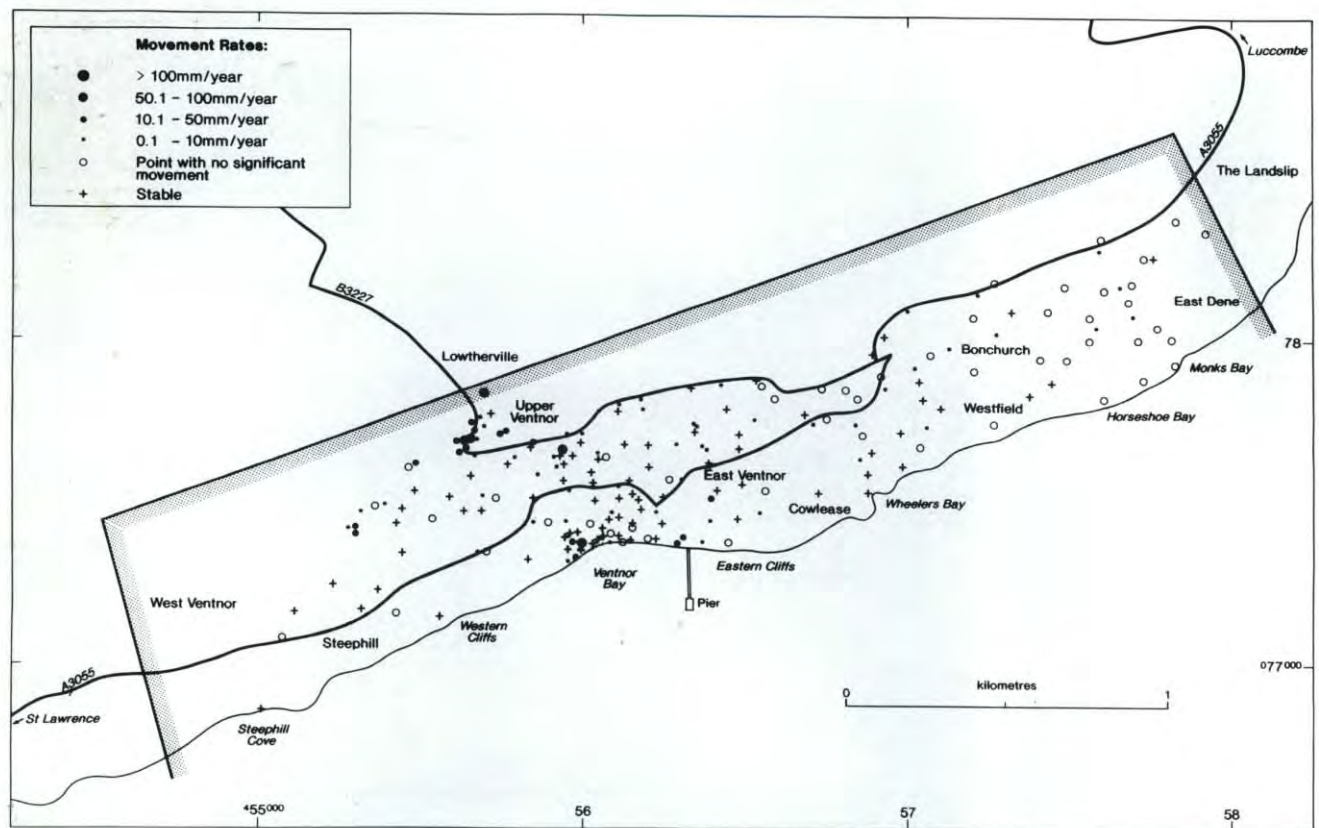 Movement Rates:
> 100mm/year
50.1 – 100mm/year
10.1 – 50mm/year
0.1 – 10mm/year
Point with no significant
movement
Stable
Luccombe
A3055
The Landslip
B3227
East Dene
Lowtherville
Bonchurch
78
Monks Bay
Upper
Ventnor
Westfield
Horseshoe Bay
East Ventnor
Cowlease
Wheelers Bay
Eastern Cliffs
Ventnor
Bay
Pier
West Ventnor
Western
Cliffs
Steephill
A3055
St Lawrence
Steephill
Cove
077000
kilometres
0 1
455000
56
57
58